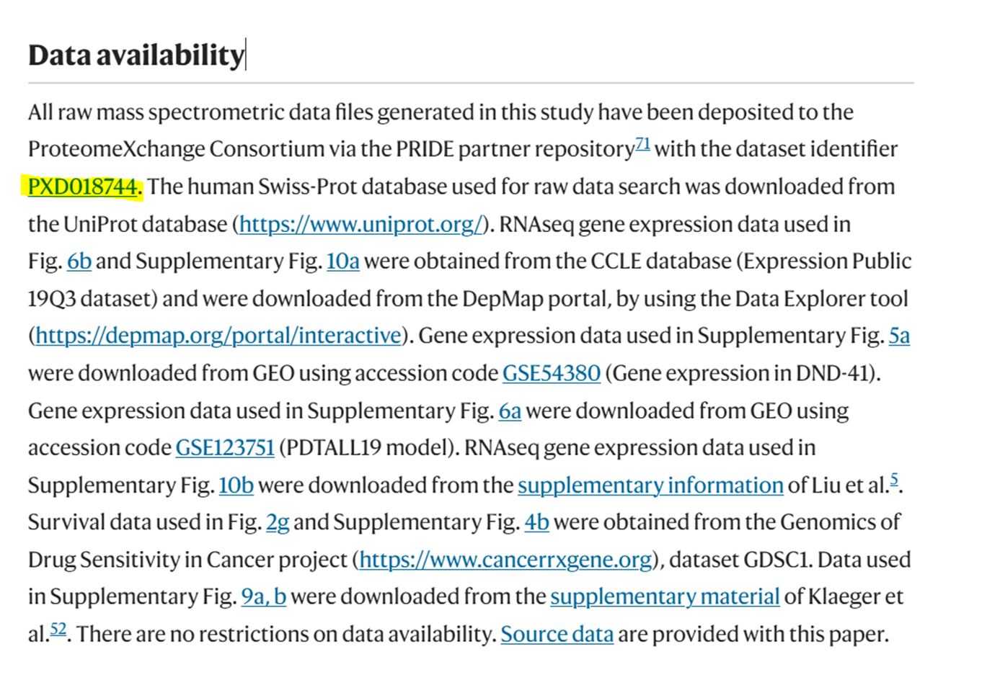 Data availability
All raw mass spectrometric data files generated in this study have been deposited to the
ProteomeXchange Consortium via the PRIDE partner repository71 with the dataset identifier
PXD018744. The human Swiss-Prot database used for raw data search was downloaded from
the UniProt database (https://www.uniprot.org/). RNAseq gene expression data used in
Fig. 6b and Supplementary Fig. 10a were obtained from the CCLE database (Expression Public
19Q3 dataset) and were downloaded from the DepMap portal, by using the Data Explorer tool
(https://depmap.org/portal/interactive). Gene expression data used in Supplementary Fig. 5a
were downloaded from GEO using accession code GSE54380 (Gene expression in DND-41).
Gene expression data used in Supplementary Fig. 6a were downloaded from GEO using
accession code GSE123751 (PDTALL19 model). RNAseq gene expression data used in
Supplementary Fig. 10b were downloaded from the supplementary information of Liu et al.5.
Survival data used in Fig. 2g and Supplementary Fig. 4b were obtained from the Genomics of
Drug Sensitivity in Cancer project (https://www.cancerrxgene.org), dataset GDSC1. Data used
in Supplementary Fig. 9a, b were downloaded from the supplementary material of Klaeger et
al.52. There are no restrictions on data availability. Source data are provided with this paper.